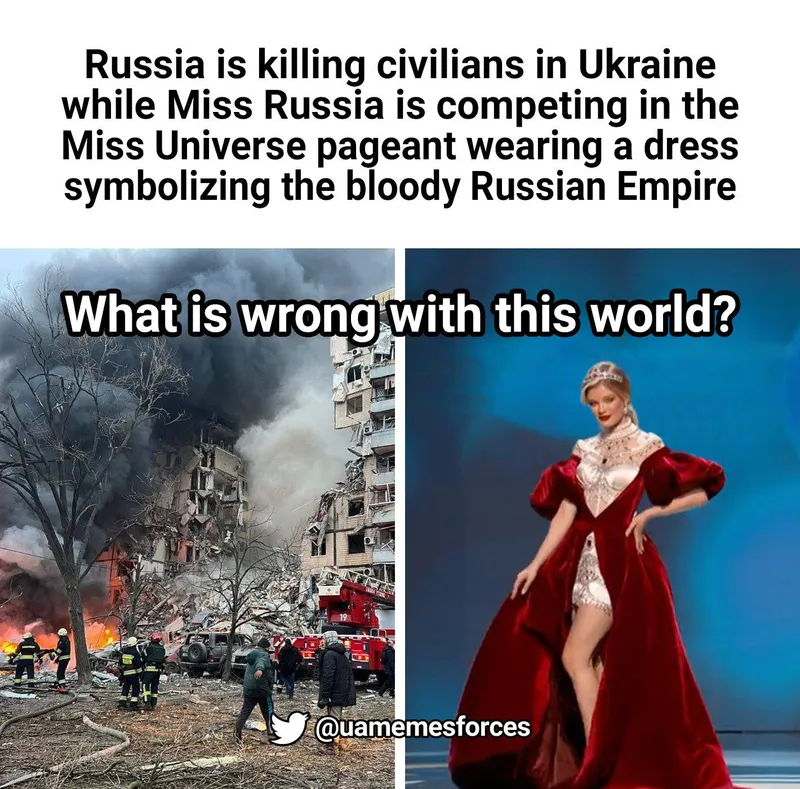 Russia is killing civilians in Ukraine
while Miss Russia is competing in the
Miss Universe pageant wearing a dress
symbolizing the bloody Russian Empire
What is wrong with this world?
19
@uamemesforces